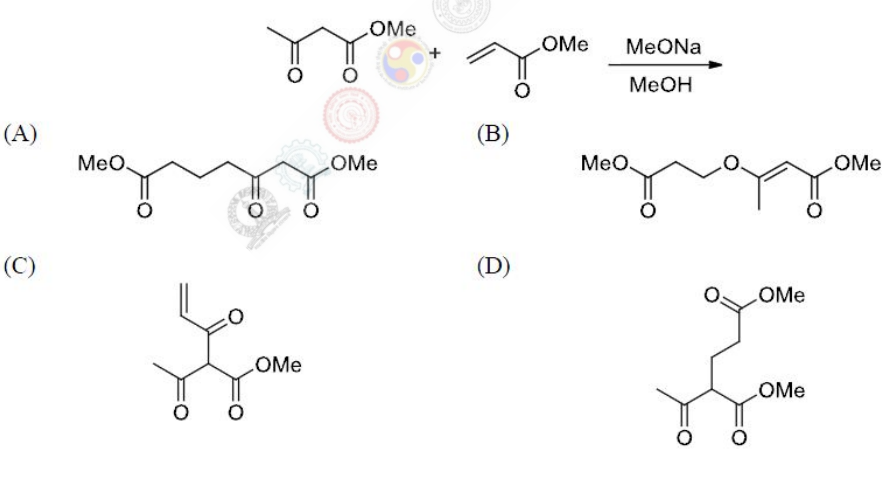 OMe
O O + OMe O MeONa
MeOH
(A) (B)
MeO O O OMe O
MeO O O OMe O
(C) (D)
O OMe O O
O OMe OMe O O